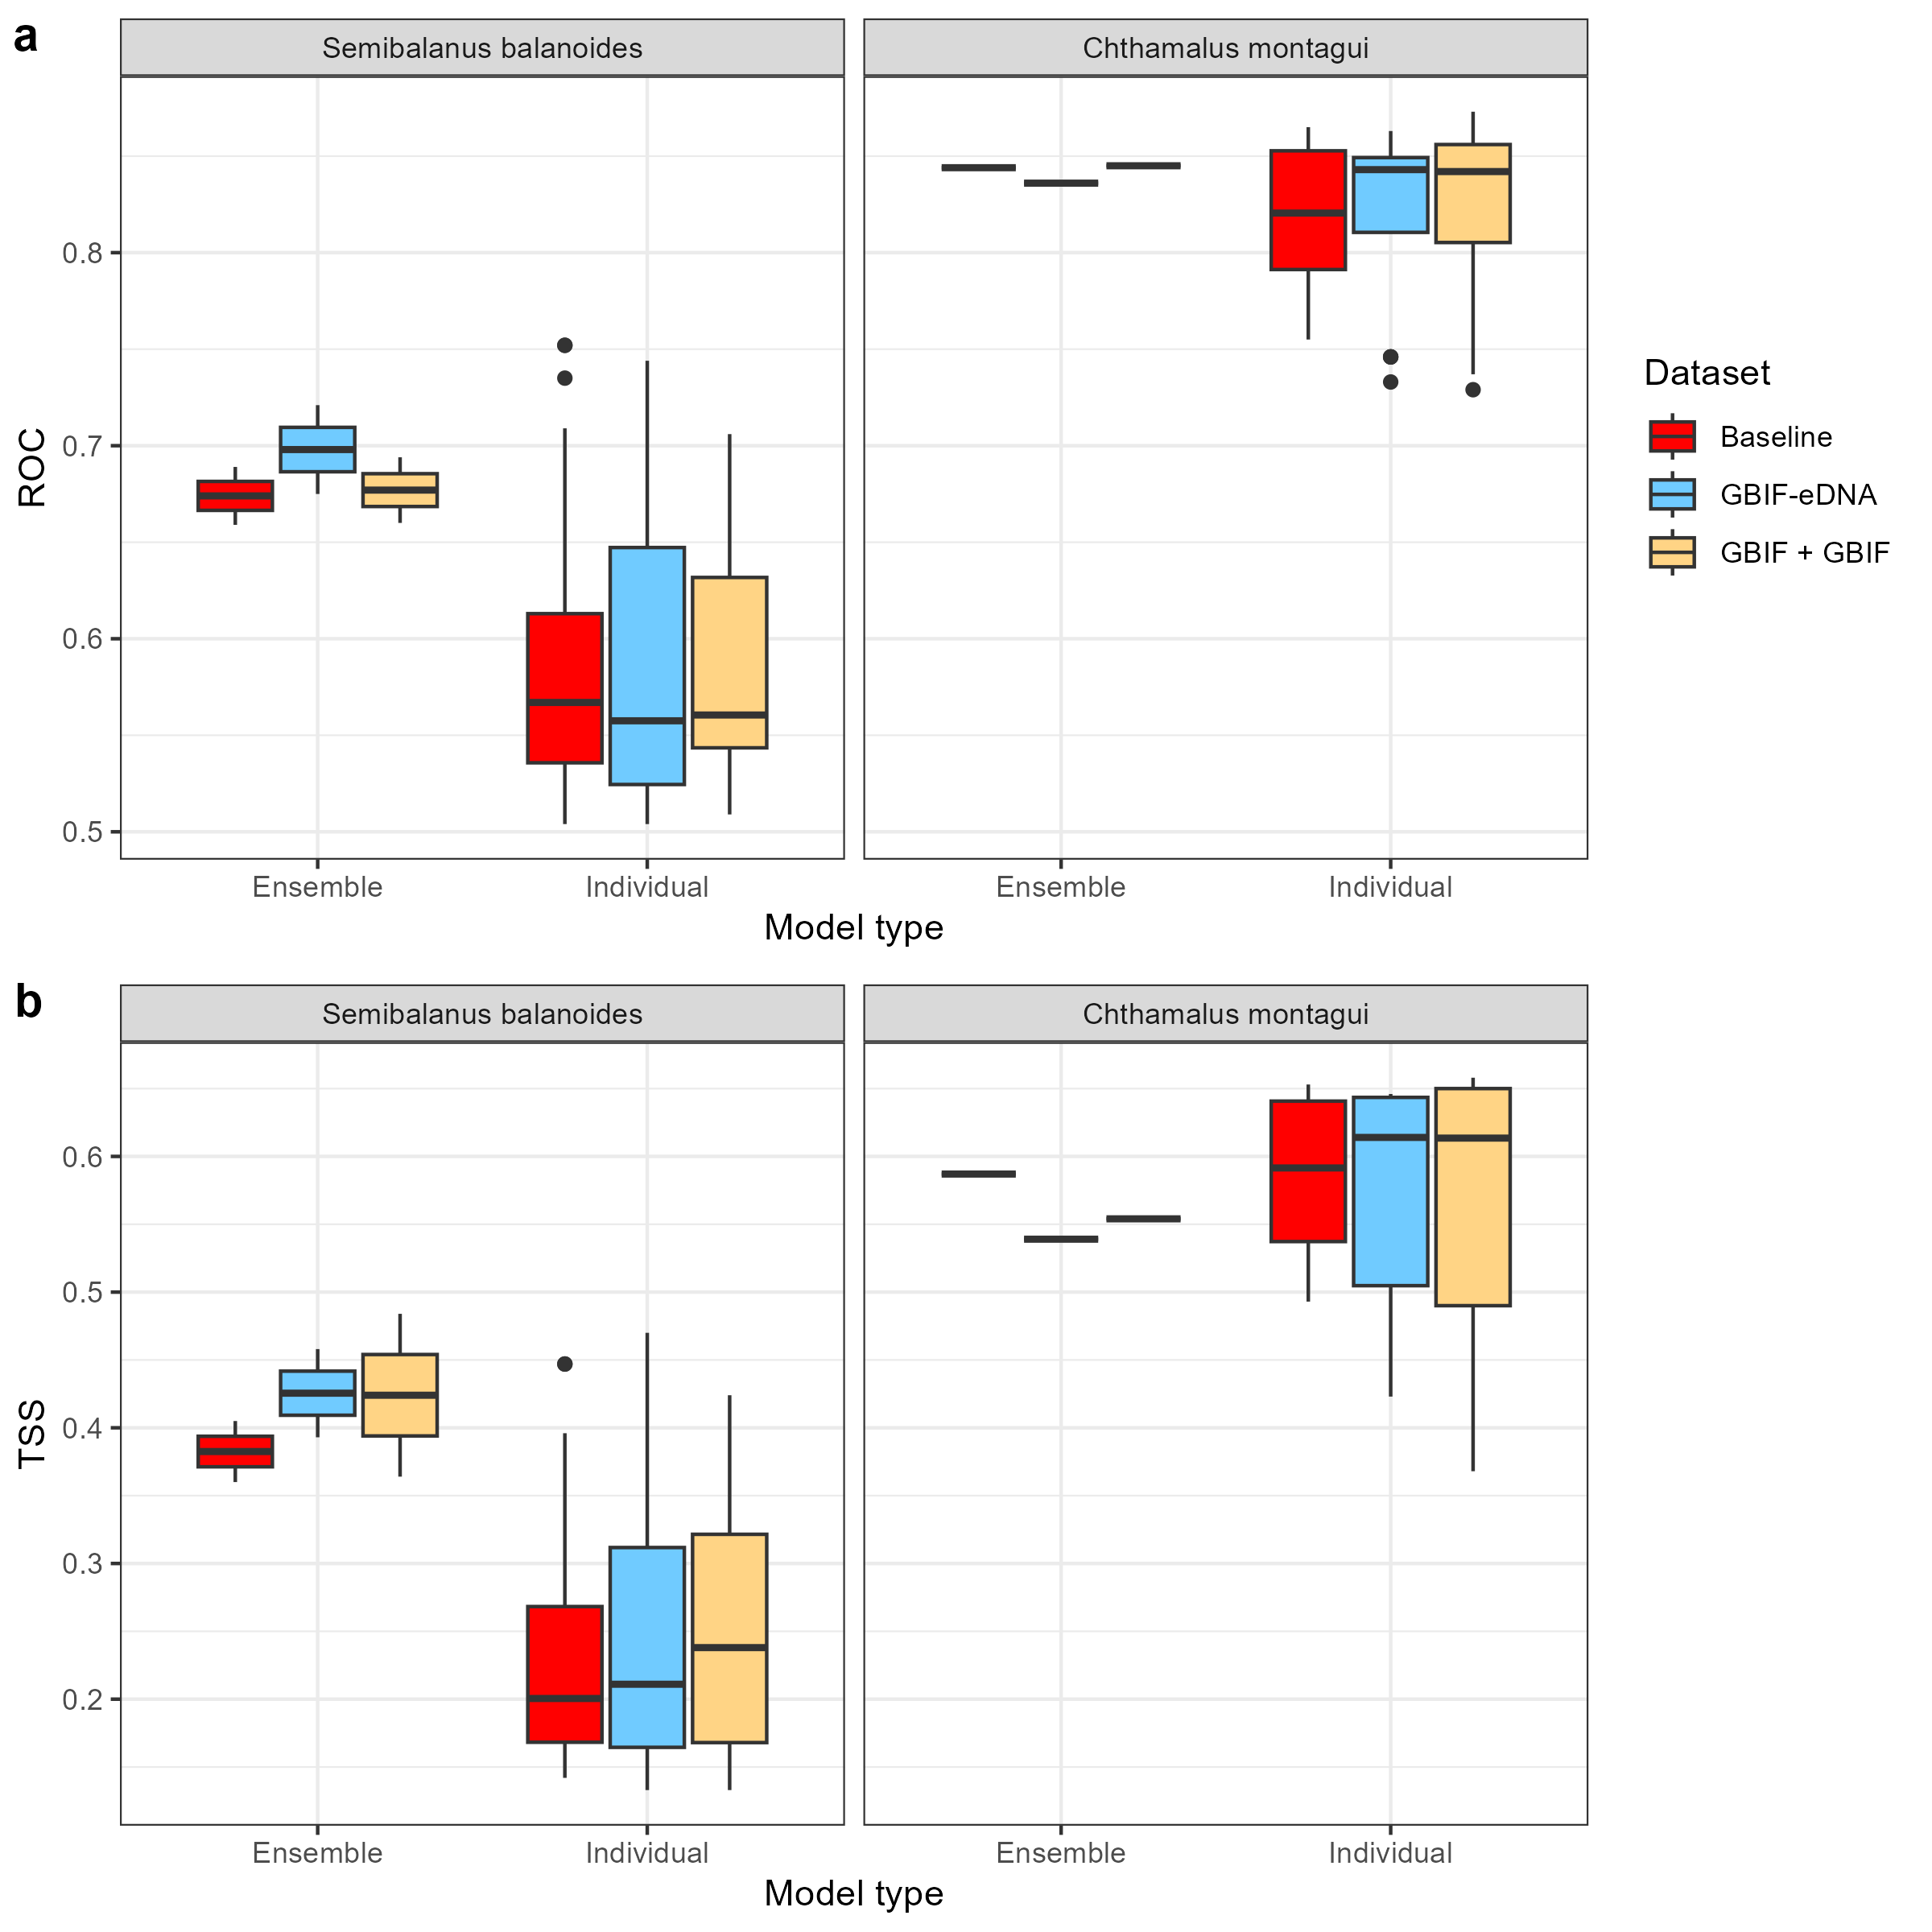 a
Semibalanus balanoides
Chthamalus montagui
ROC
0.8
0.7
0.6
0.5
Ensemble
Individual
Ensemble
Individual
Model type
Dataset
Baseline
GBIF-eDNA
GBIF + GBIF
b
Semibalanus balanoides
Chthamalus montagui
TSS
0.6
0.5
0.4
0.3
0.2
Ensemble
Individual
Ensemble
Individual
Model type